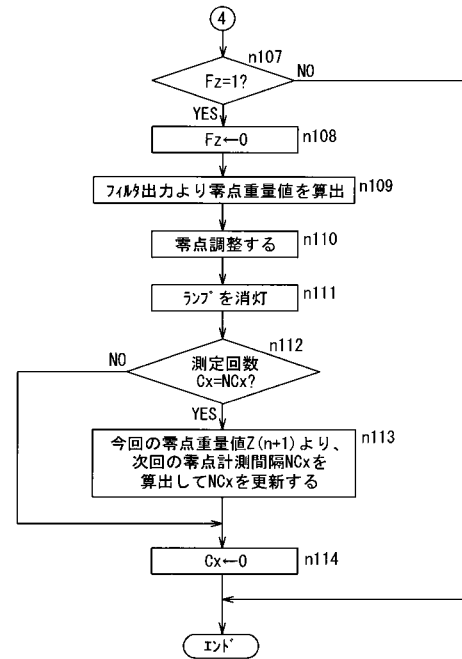 4
n107
Fz=1?
NO
YES
Fz←0
n108
フィルタ出力より零点重量値を算出
n109
零点調整する
n110
ランプを消灯
n111
n112
NO
測定回数
Cx=NCx?
YES
n113
今回の零点重量値Z(n+1)より、
次回の零点計測間隔NCxを
算出してNCxを更新する
Cx←0
n114
エンド